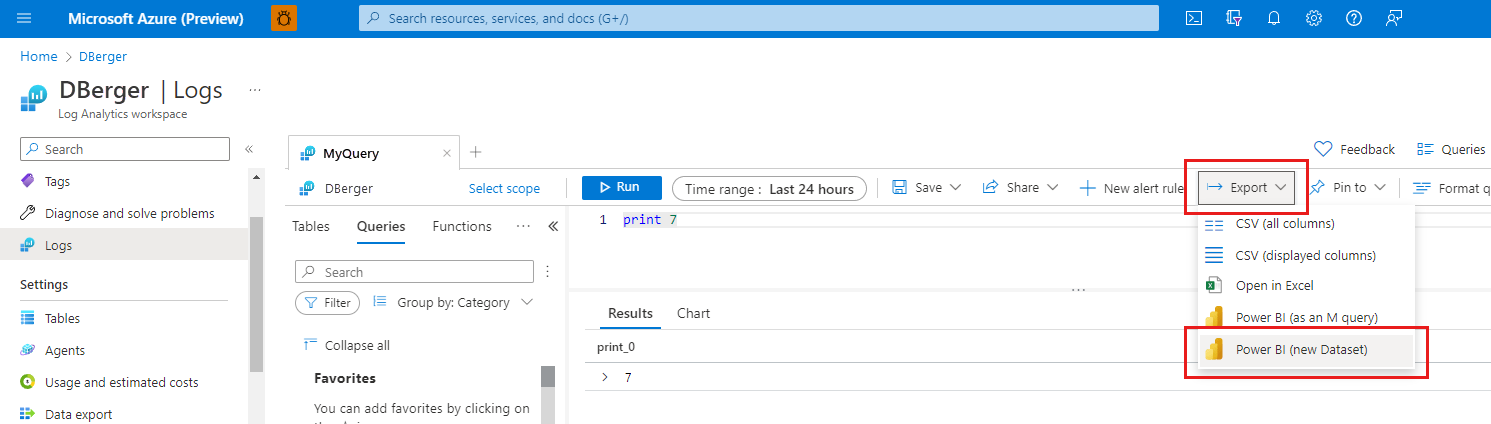 Microsoft Azure (Preview)
Search resources, services, and docs (G+/)
Home > DBerger
DBerger | Logs ...
Log Analytics workspace
Search «
Tags
Diagnose and solve problems
Logs
Settings
Tables
Agents
Usage and estimated costs
Data export
MyQuery × +
Feedback Queries
DBerger Select scope
Run Time range : Last 24 hours Save Share New alert rule Export Pin to Format q
Tables Queries Functions ... «
Search
Filter Group by: Category
Collapse all
Favorites
You can add favorites by clicking on
1 print 7
CSV (all columns)
CSV (displayed columns)
Open in Excel
Power BI (as an M query)
Power BI (new Dataset)
Results Chart
print_0
> 7